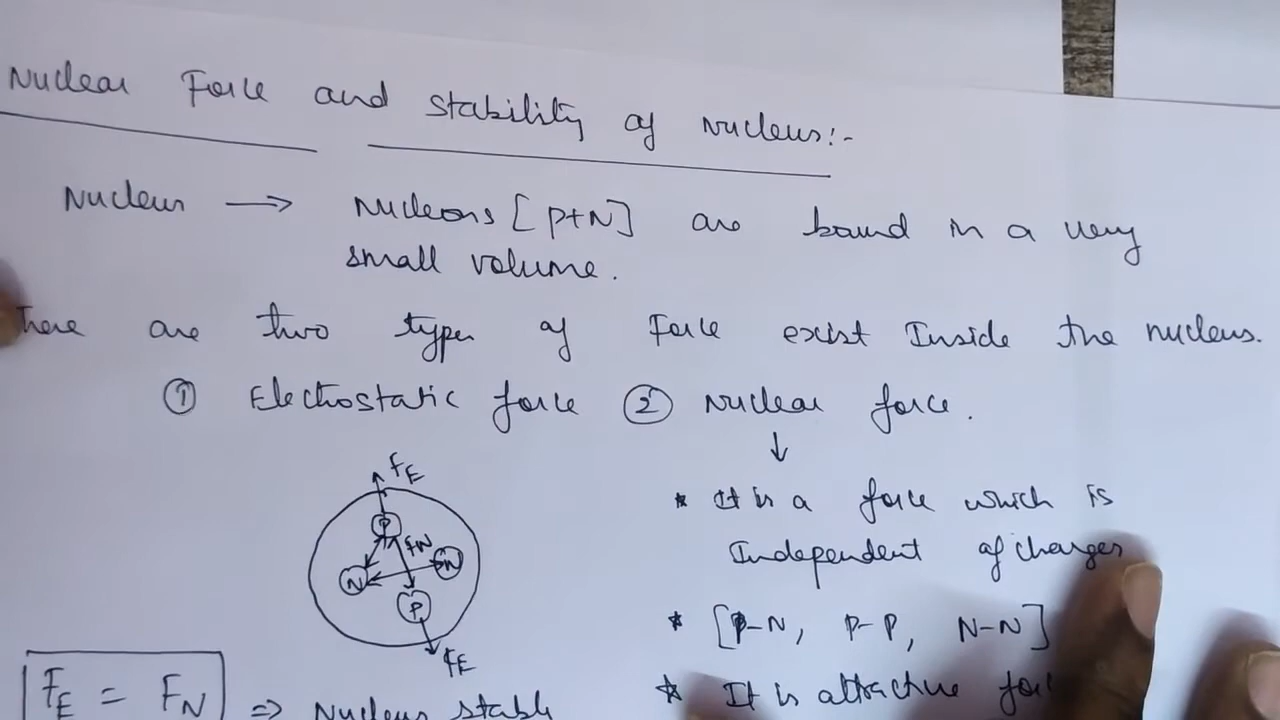 Nuclear Force and stability of nucleus:-
Nucleus → Nucleons [P+N] are bound in a very
small volume.
There are two types of Force exist Inside the nucleus.
① Electrostatic force ② Nuclear force.
↓
FE
P
FN
N
N
P
FE
* It is a force which is
Independent of charges
* [P-N, P-P, N-N]
* It is attractive
FE = FN ⇒ Nucleus stable